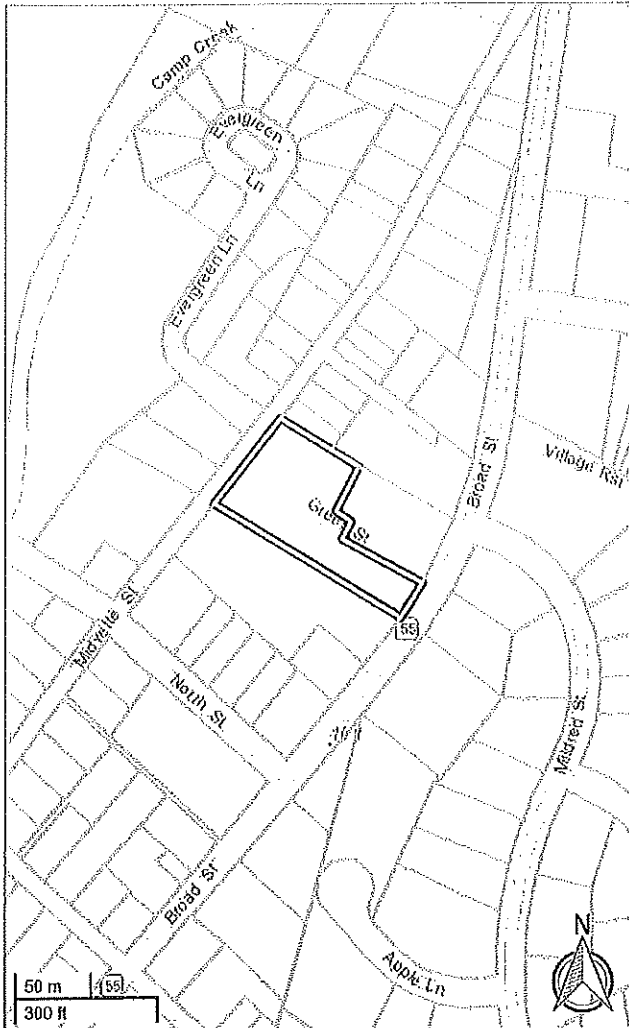 Camp Creek
Evergreen
Ln
Evergreen Ln
Broad St
Village Rd
Green St
55
Midvette St
North St
Mildred St
Broad St
Apple Ln
N
50 m
55
300 ft